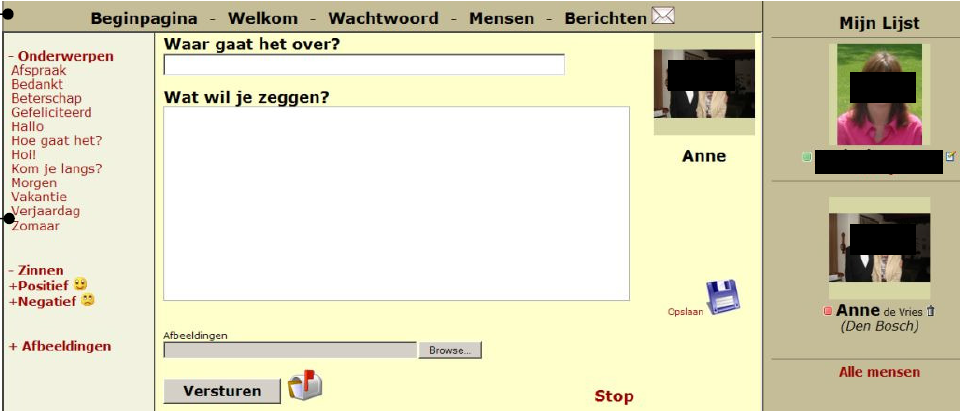 Beginpagina - Welkom - Wachtwoord - Mensen - Berichten
- Onderwerpen
Afspraak
Bedankt
Beterschap
Gefeliciteerd
Hallo
Hoe gaat het?
Hoi!
Kom je langs?
Morgen
Vakantie
Verjaardag
Zomaar
- Zinnen
+Positief
+Negatief
+ Afbeeldingen
Waar gaat het over?
Wat wil je zeggen?
Anne
Opslaan
Afbeeldingen
Browse...
Versturen
Stop
Mijn Lijst
Anne de Vries
(Den Bosch)
Alle mensen